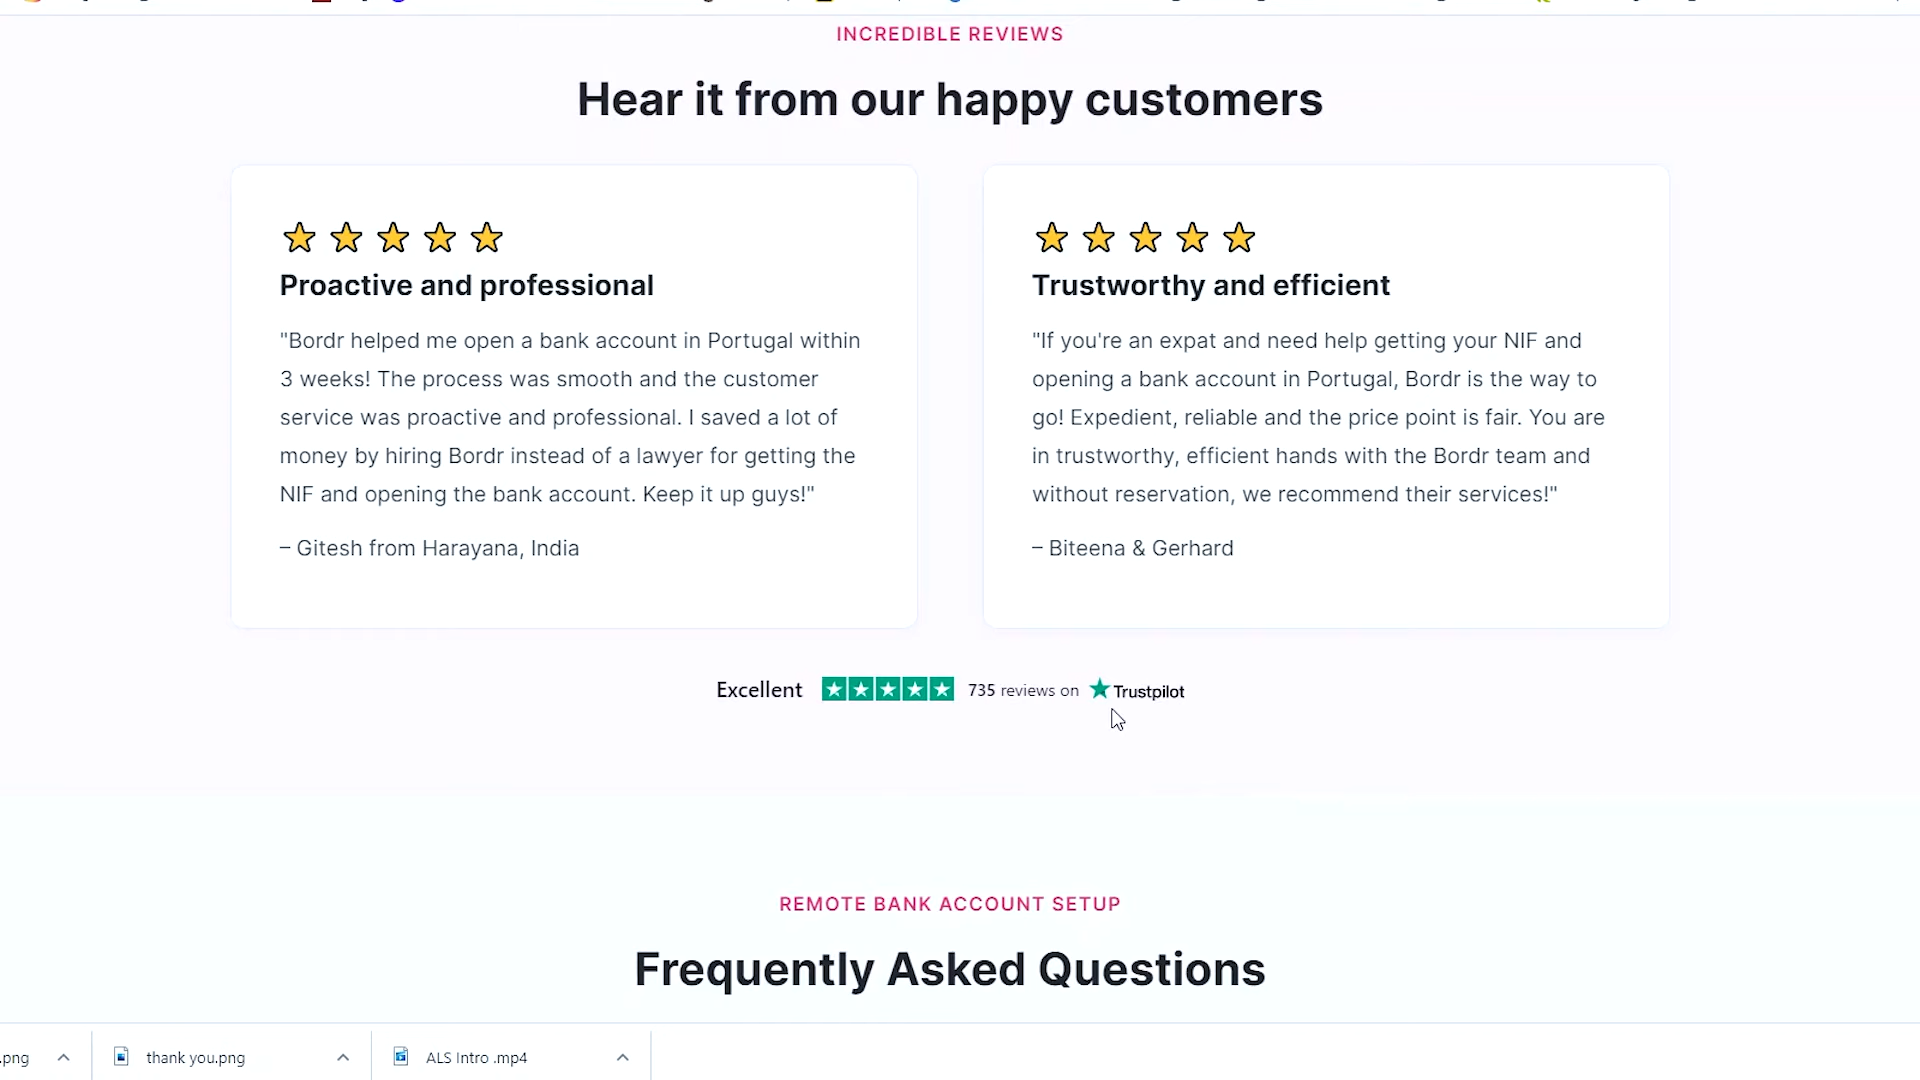 INCREDIBLE REVIEWS
Hear it from our happy customers
Proactive and professional
"Bordr helped me open a bank account in Portugal within
3 weeks! The process was smooth and the customer
service was proactive and professional. I saved a lot of
money by hiring Bordr instead of a lawyer for getting the
NIF and opening the bank account. Keep it up guys!"
– Gitesh from Harayana, India
Trustworthy and efficient
"If you're an expat and need help getting your NIF and
opening a bank account in Portugal, Bordr is the way to
go! Expedient, reliable and the price point is fair. You are
in trustworthy, efficient hands with the Bordr team and
without reservation, we recommend their services!"
– Biteena & Gerhard
Excellent 735 reviews on Trustpilot
REMOTE BANK ACCOUNT SETUP
Frequently Asked Questions
.png thank you.png ALS Intro .mp4